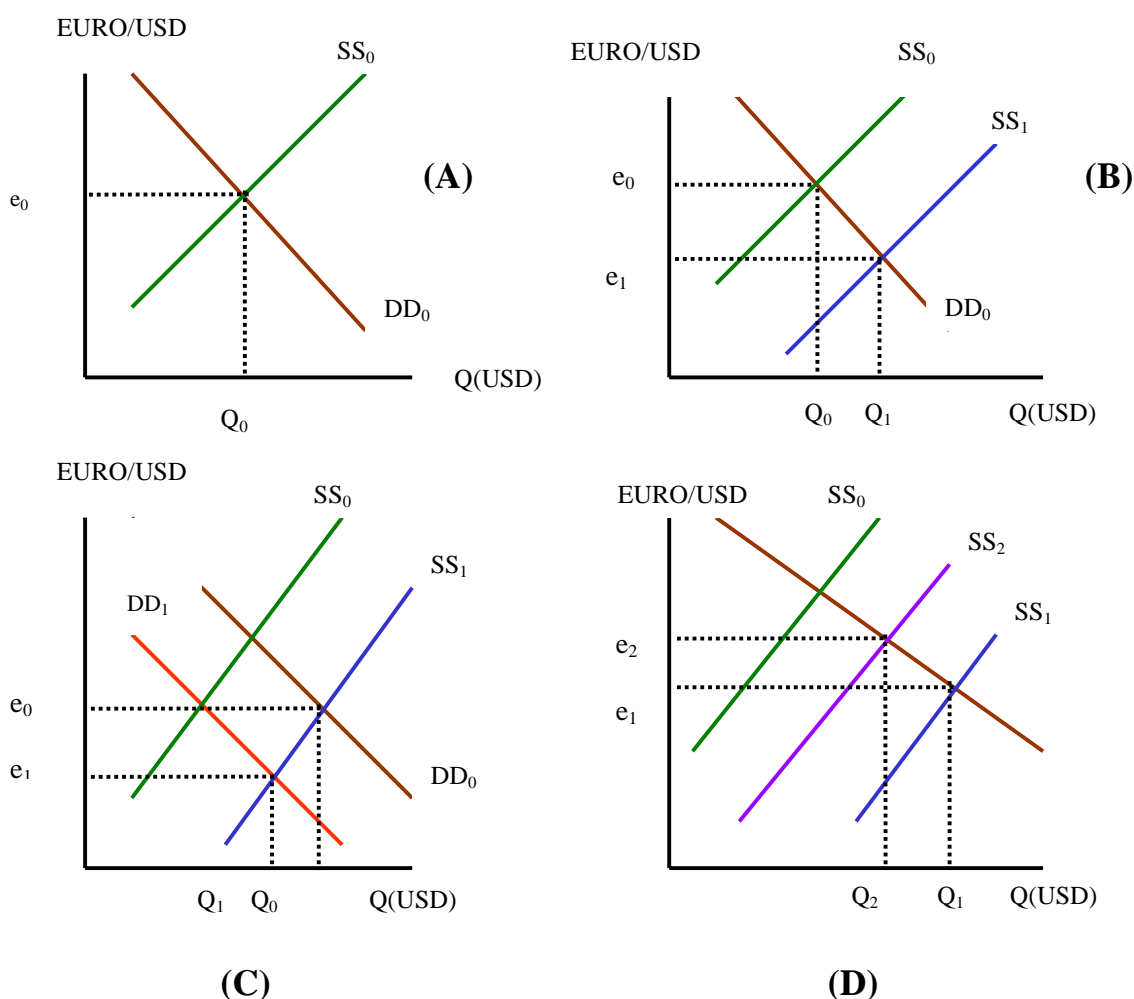 EURO/USD
SS₀
(A)
e₀
DD₀
Q(USD)
Q₀
EURO/USD
SS₀
SS₁
(B)
e₀
e₁
DD₀
Q₀ Q₁ Q(USD)
EURO/USD
SS₀
SS₁
DD₁
e₀
e₁
DD₀
Q₁ Q₀ Q(USD)
(C)
EURO/USD
SS₀
SS₂
SS₁
e₂
e₁
Q₂ Q₁ Q(USD)
(D)